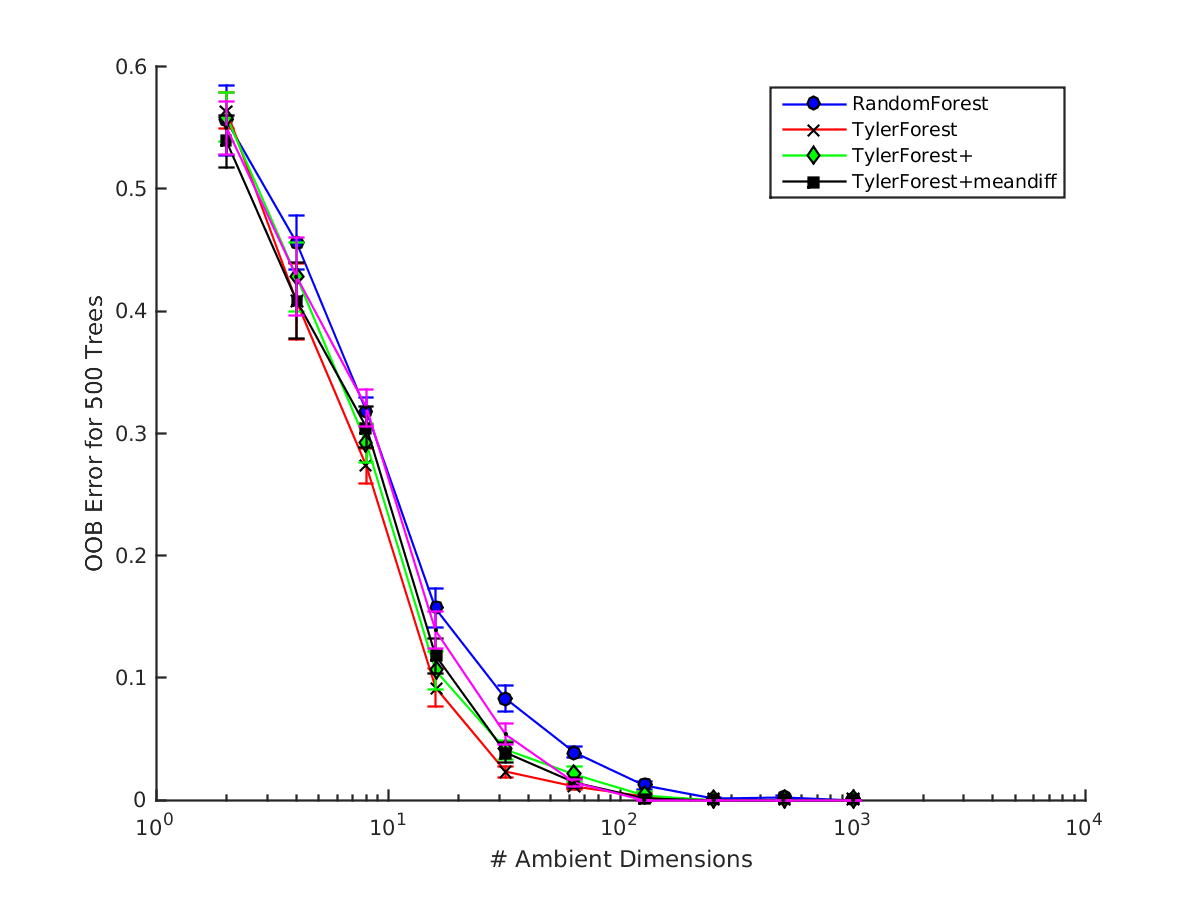 0.6
0.5
0.4
0.3
0.2
0.1
0
OOB Error for 500 Trees
RandomForest
TylerForest
TylerForest+
TylerForest+meandiff
10^0 10^1 10^2 10^3 10^4
# Ambient Dimensions